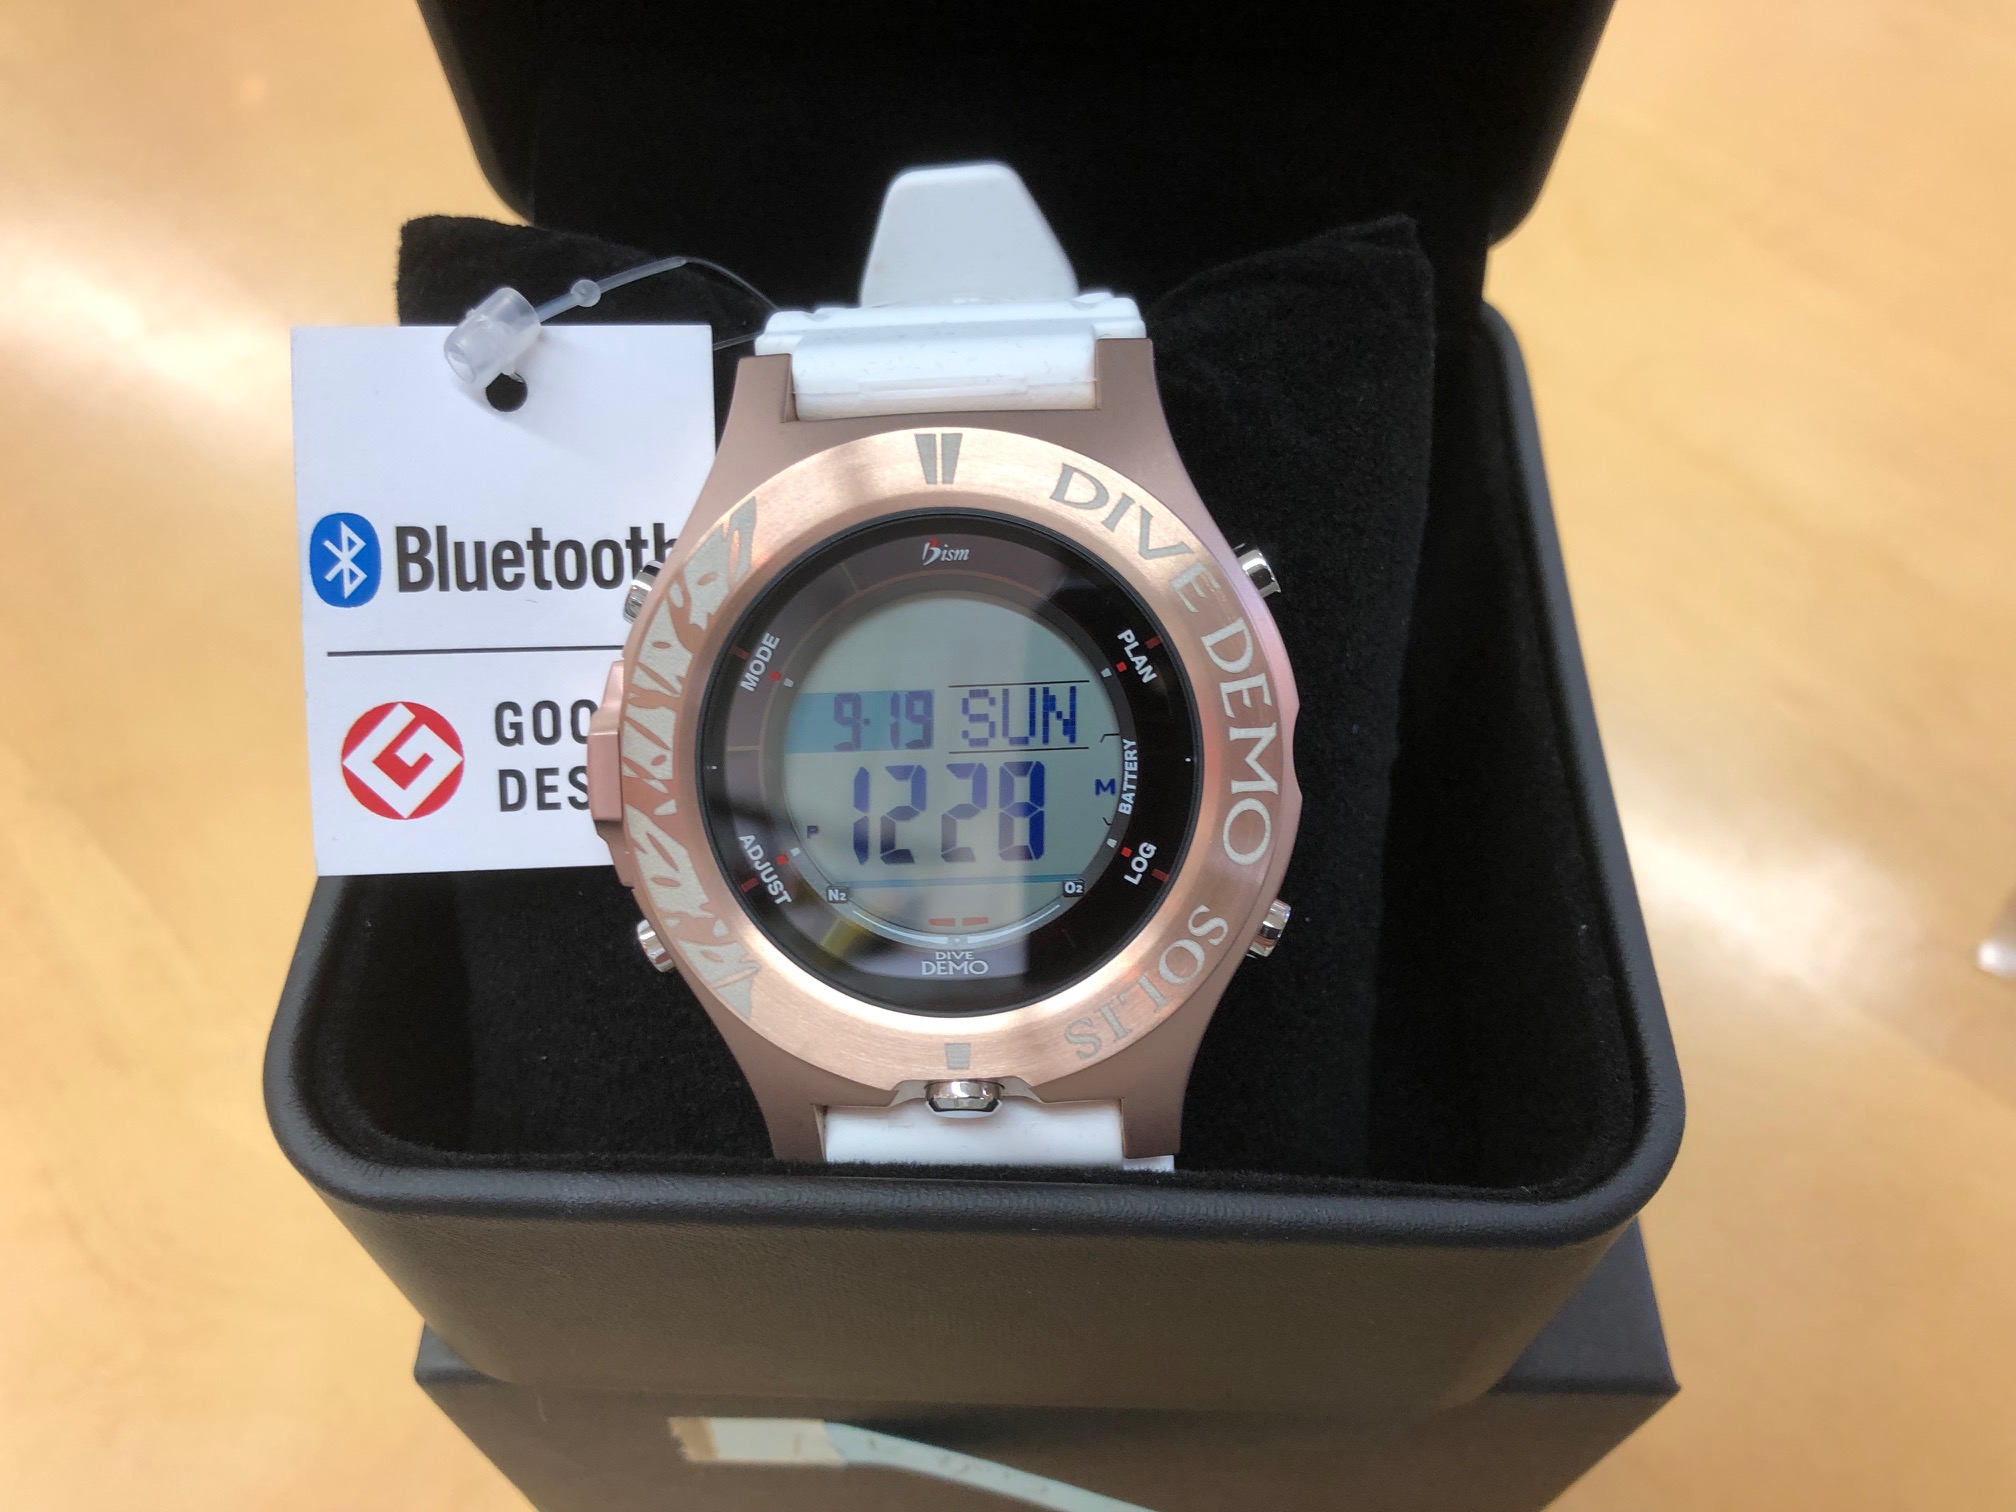 Bluetooth
GOO
DES
DIVE DEMO SOLIS
Bism
MODE
PLAN
9-19 SUN
P 12 28
M
BATTERY
ADJUST
LOG
N2
O2
DIVE
DEMO